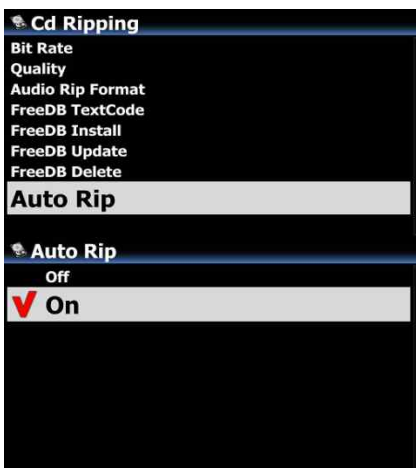 Cd Ripping
Bit Rate
Quality
Audio Rip Format
FreeDB TextCode
FreeDB Install
FreeDB Update
FreeDB Delete
Auto Rip
Auto Rip
Off
On